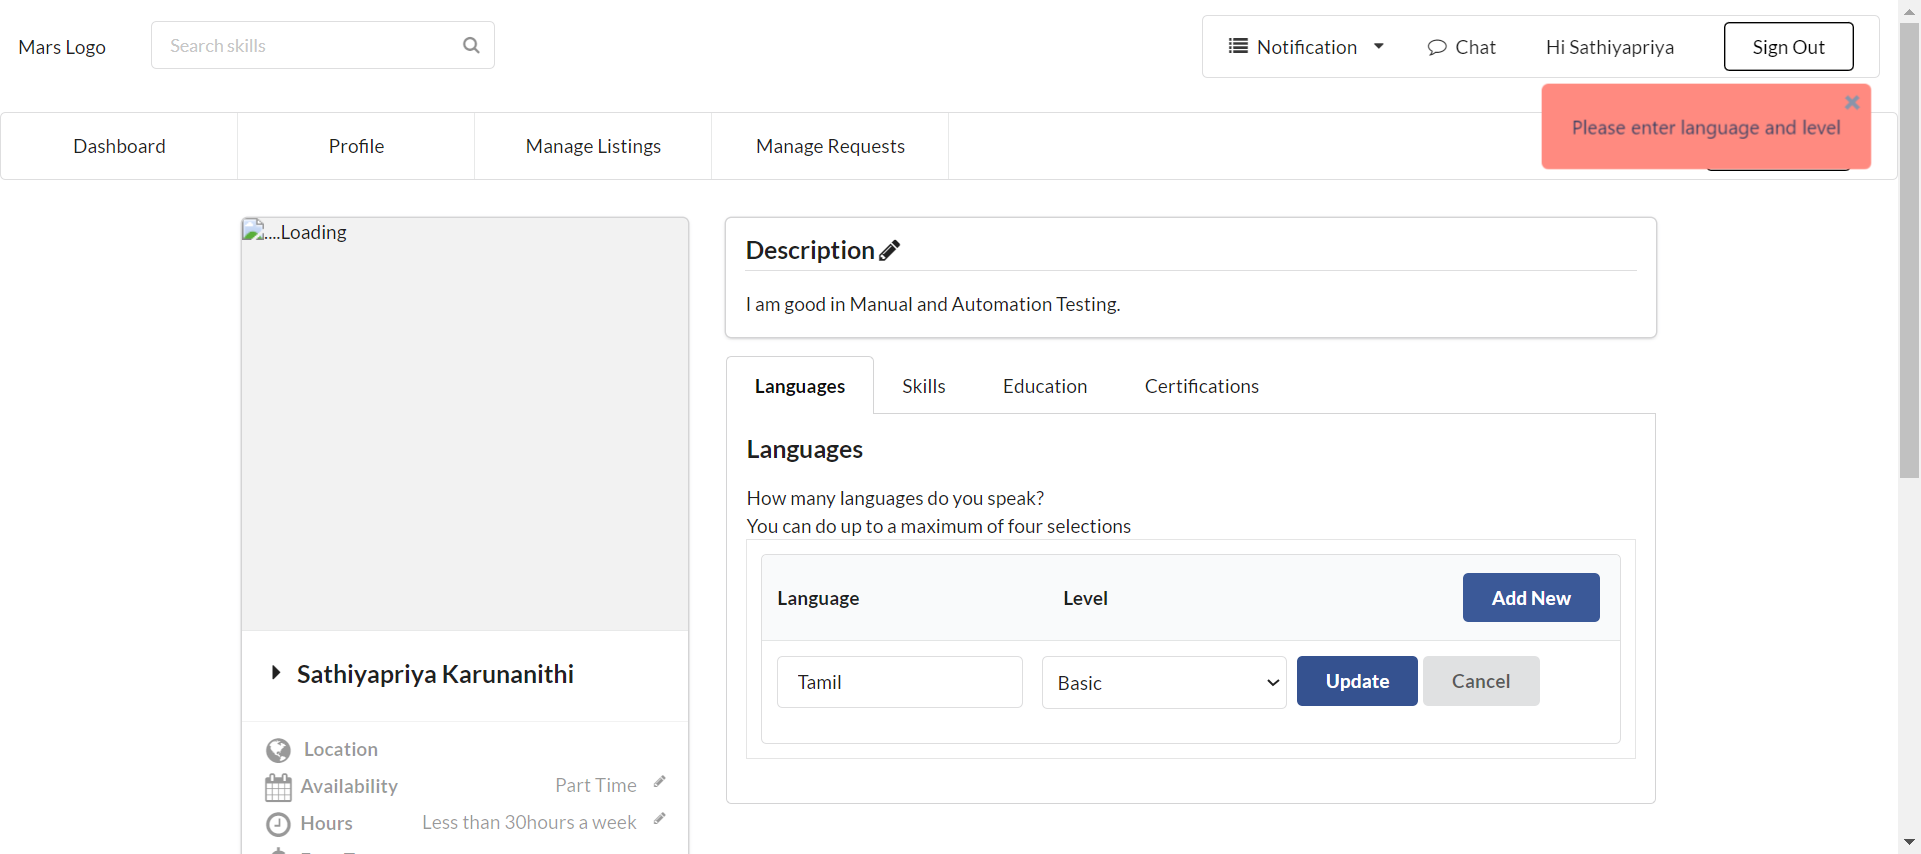 Mars Logo
Search skills
Notification
Chat
Hi Sathiyapriya
Sign Out
Please enter language and level
Dashboard
Profile
Manage Listings
Manage Requests
....Loading
Description
I am good in Manual and Automation Testing.
Languages
Skills
Education
Certifications
Languages
How many languages do you speak?
You can do up to a maximum of four selections
Language
Level
Add New
Tamil
Basic
Update
Cancel
Sathiyapriya Karunanithi
Location
Availability
Part Time
Hours
Less than 30hours a week